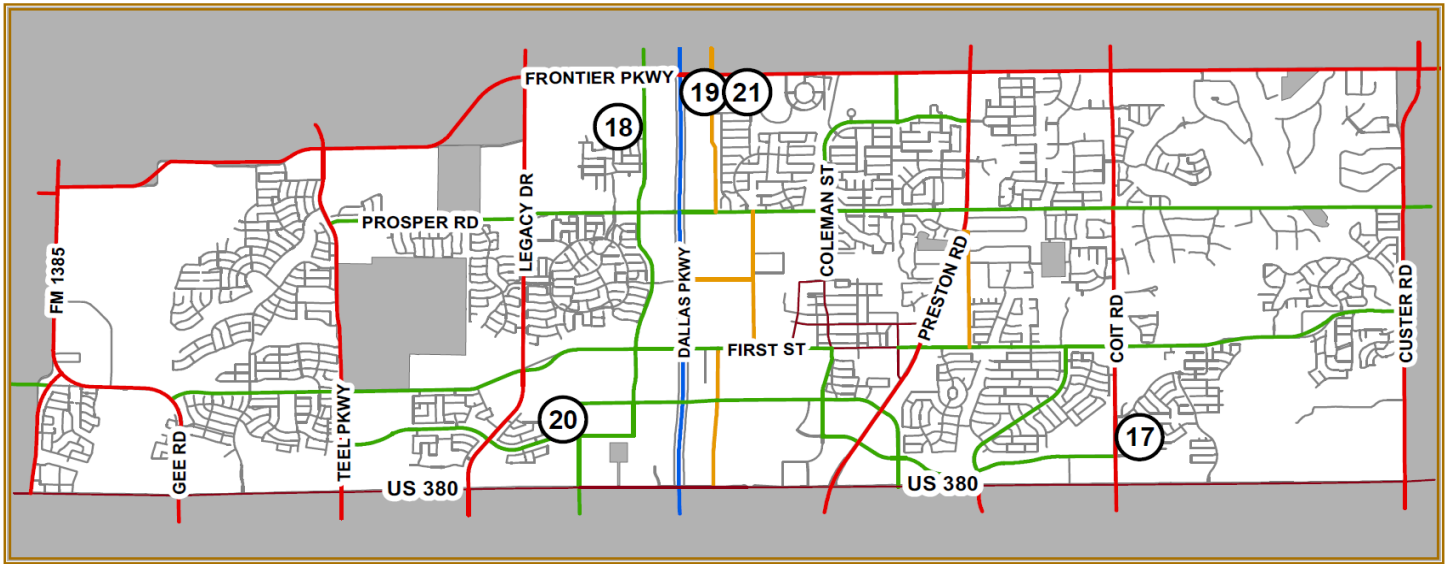 FRONTIER PKWY
19
21
18
PROSPER RD
LEGACY DR
COLEMAN ST
FM 1385
DALLAS PKWY
PRESTON RD
COIT RD
CUSTER RD
FIRST ST
TEEL PKWY
GEE RD
20
17
US 380
US 380